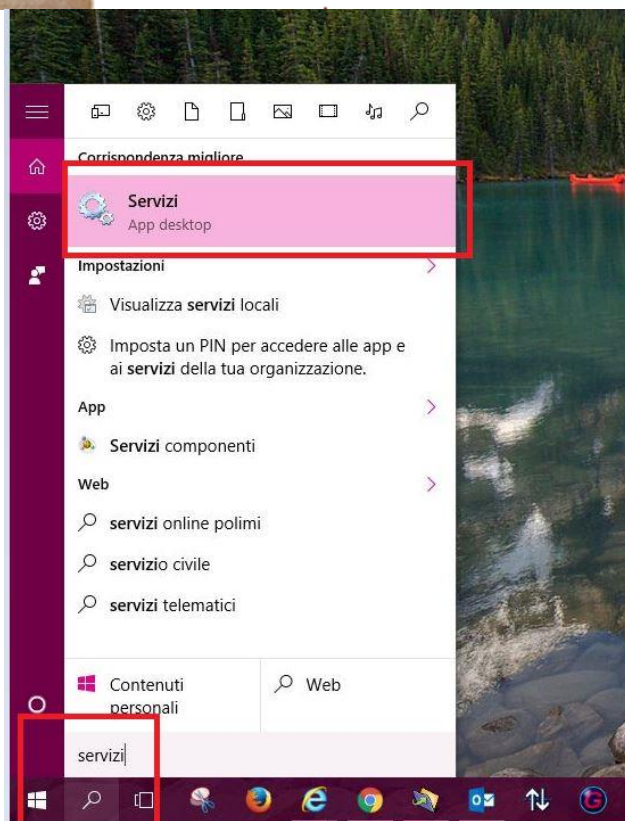 Corrispondenza migliore
Servizi
App desktop
Impostazioni
Visualizza servizi locali
Imposta un PIN per accedere alle app e
ai servizi della tua organizzazione.
App
Servizi componenti
Web
servizi online polimi
servizio civile
servizi telematici
Contenuti
personali
Web
servizi